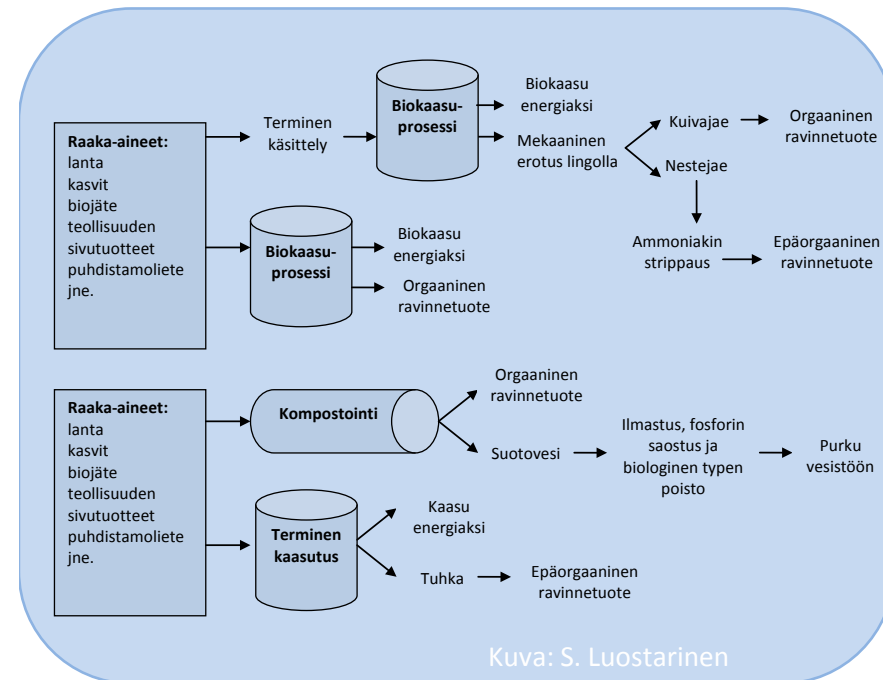 Raaka-aineet:
lanta
kasvit
biojäte
teollisuuden
sivutuotteet
puhdistamoliete
jne.
Terminen
käsittely
Biokaasu-
prosessi
Biokaasu
energiaksi
Mekaaninen
erotus lingolla
Kuivajae
Orgaaninen
ravinnetuote
Nestejae
Ammoniakin
strippaus
Epäorgaaninen
ravinnetuote
Biokaasu-
prosessi
Biokaasu
energiaksi
Orgaaninen
ravinnetuote
Raaka-aineet:
lanta
kasvit
biojäte
teollisuuden
sivutuotteet
puhdistamoliete
jne.
Kompostointi
Orgaaninen
ravinnetuote
Suotovesi
Ilmastus, fosforin
saostus ja
biologinen typen
poisto
Purku
vesistöön
Terminen
kaasutus
Kaasu
energiaksi
Tuhka
Epäorgaaninen
ravinnetuote
Kuva: S. Luostarinen